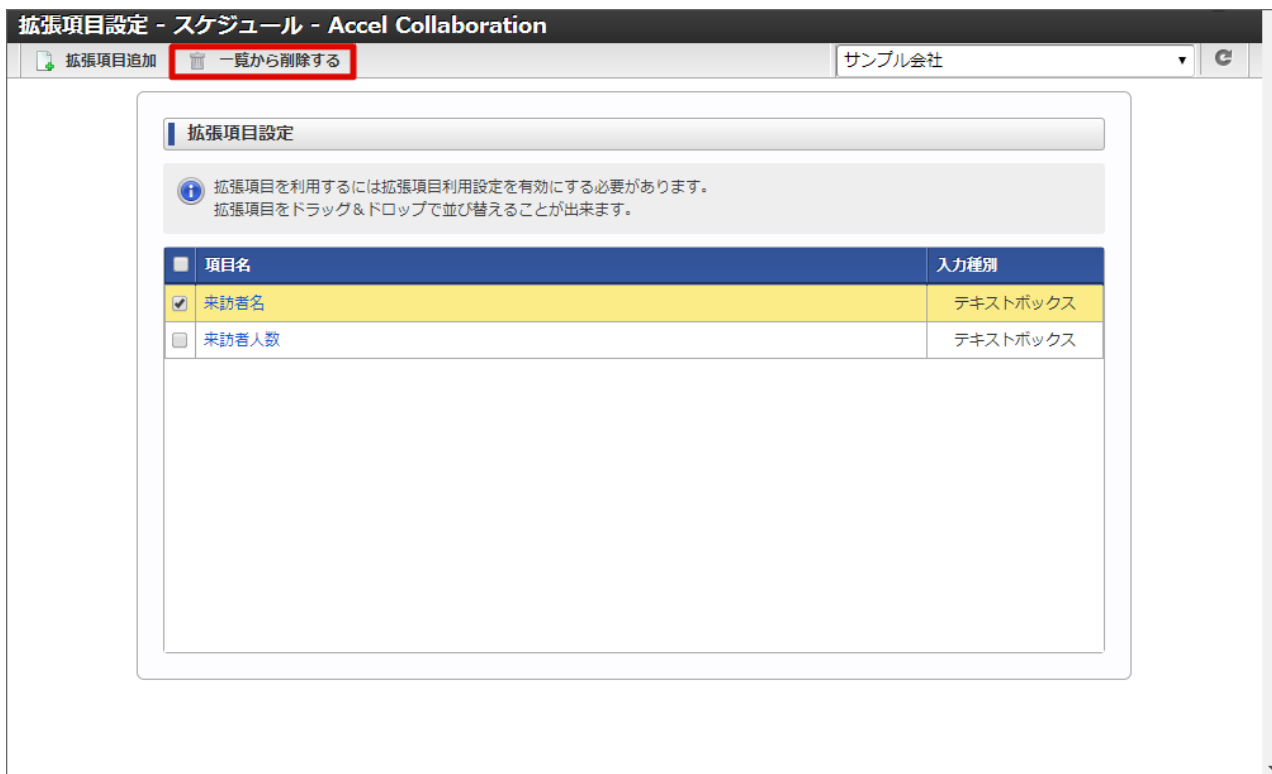 拡張項目設定 - スケジュール - Accel Collaboration
拡張項目追加 一覧から削除する サンプル会社
拡張項目設定
拡張項目を利用するには拡張項目利用設定を有効にする必要があります。
拡張項目をドラッグ＆ドロップで並び替えることが出来ます。
項目名 入力種別
来訪者名 テキストボックス
来訪者人数 テキストボックス